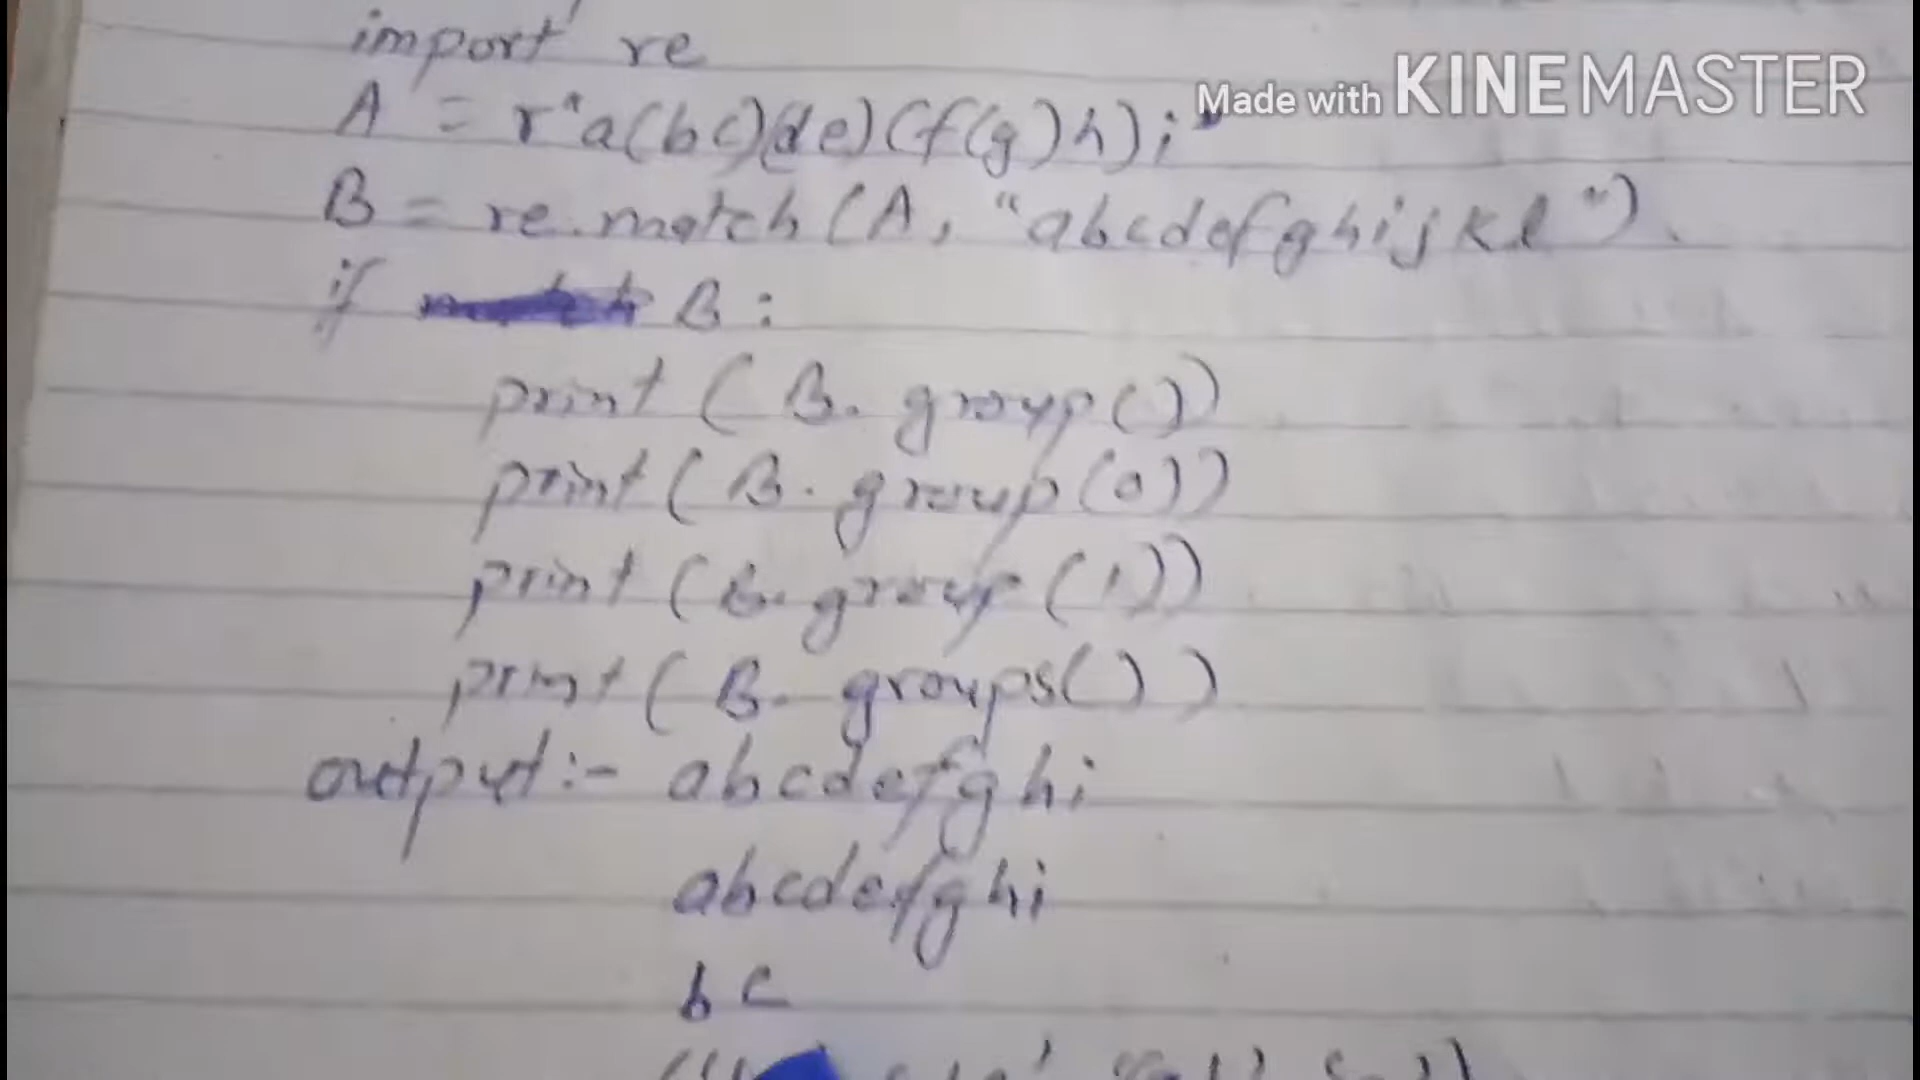 import re
Made with KINEMASTER
A = r"a(bc)(de)(f(g)h)i"
B = re.match(A, "abcdefghijkl")
if B:
print (B. group())
print (B. group(0))
print (B. group(1))
print (B. groups())
output:- abcdefghi
abcdefghi
bc